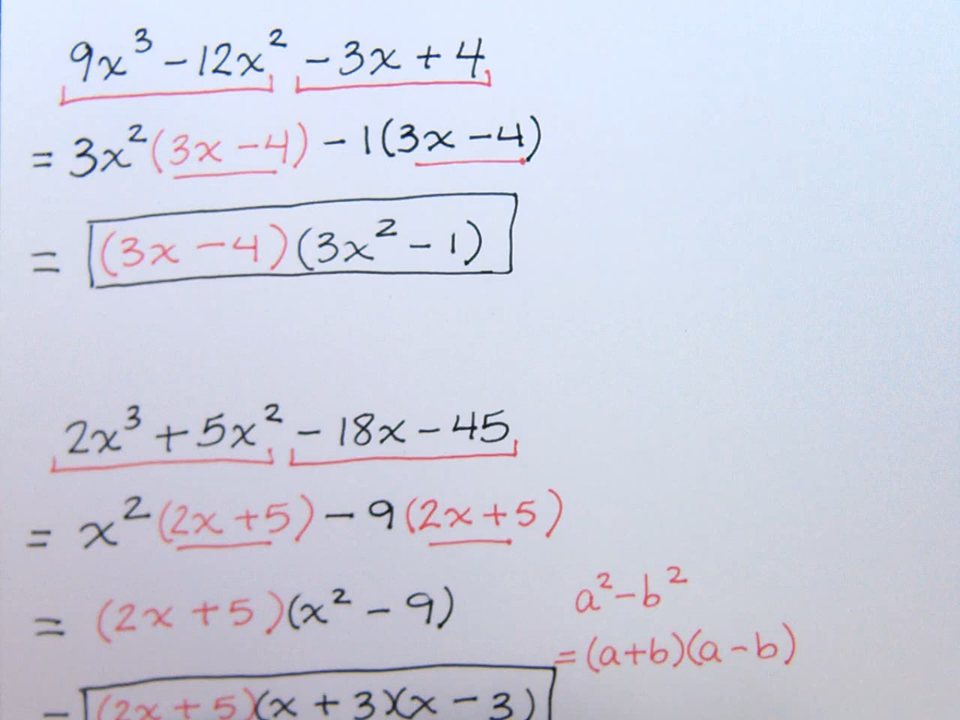 9x³ - 12x² - 3x + 4
= 3x²(3x - 4) - 1(3x - 4)
= (3x - 4)(3x² - 1)
2x³ + 5x² - 18x - 45
= x²(2x + 5) - 9(2x + 5)
= (2x + 5)(x² - 9)
a² - b²
= (a + b)(a - b)
= (2x + 5)(x + 3)(x - 3)